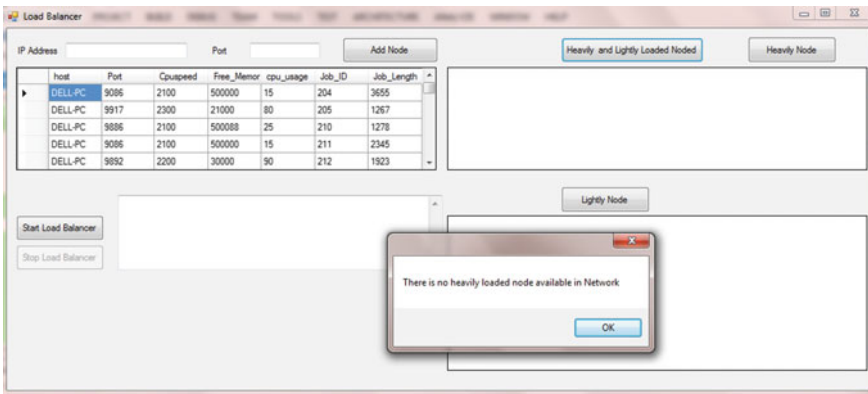 Load Balancer
IP Address Port Add Node Heavily and Lightly Loaded Noded Heavily Node
host Port Cpuspeed Free_Memor cpu_usage Job_ID Job_Length
DELL-PC 9086 2100 500000 15 204 3655
DELL-PC 9917 2300 21000 80 205 1267
DELL-PC 9886 2100 500088 25 210 1278
DELL-PC 9086 2100 500000 15 211 2345
DELL-PC 9892 2200 30000 90 212 1923
Lightly Node
Start Load Balancer
Stop Load Balancer
There is no heavily loaded node available in Network
OK